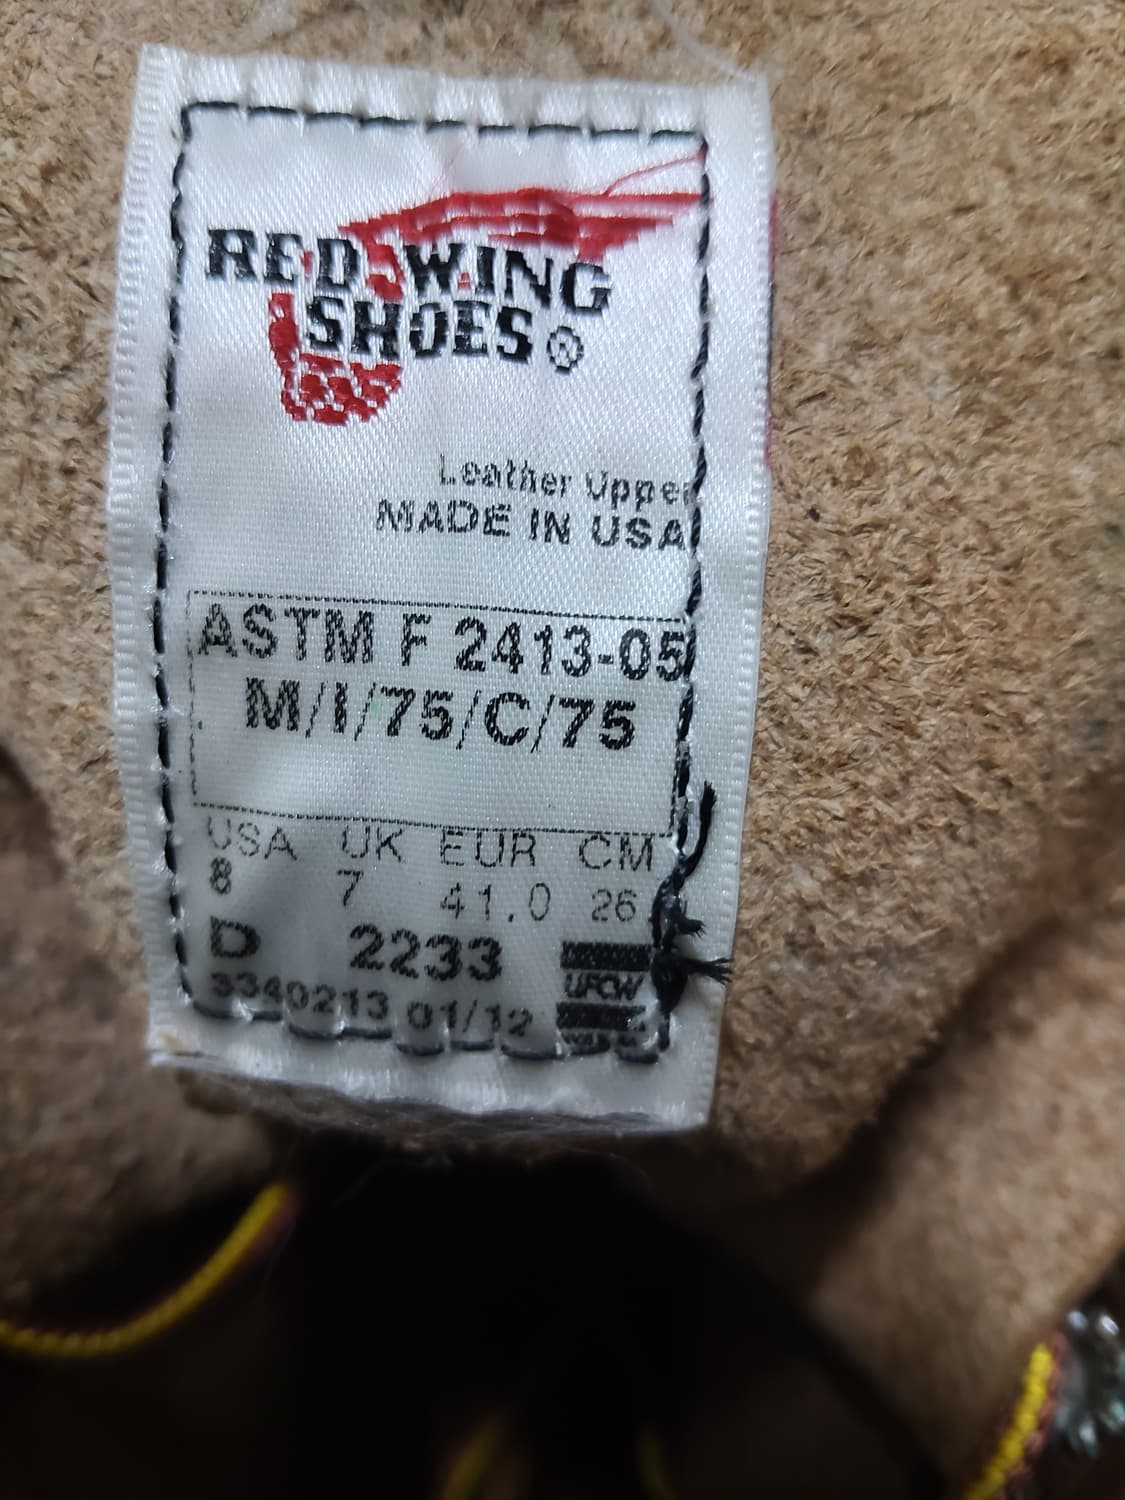 RED WING
SHOES®
Leather Upper
MADE IN USA
ASTM F 2413-05
M/I/75/C/75
USA UK EUR CM
8 7 41.0 26
D 2233
3340213 01/12
UFCW